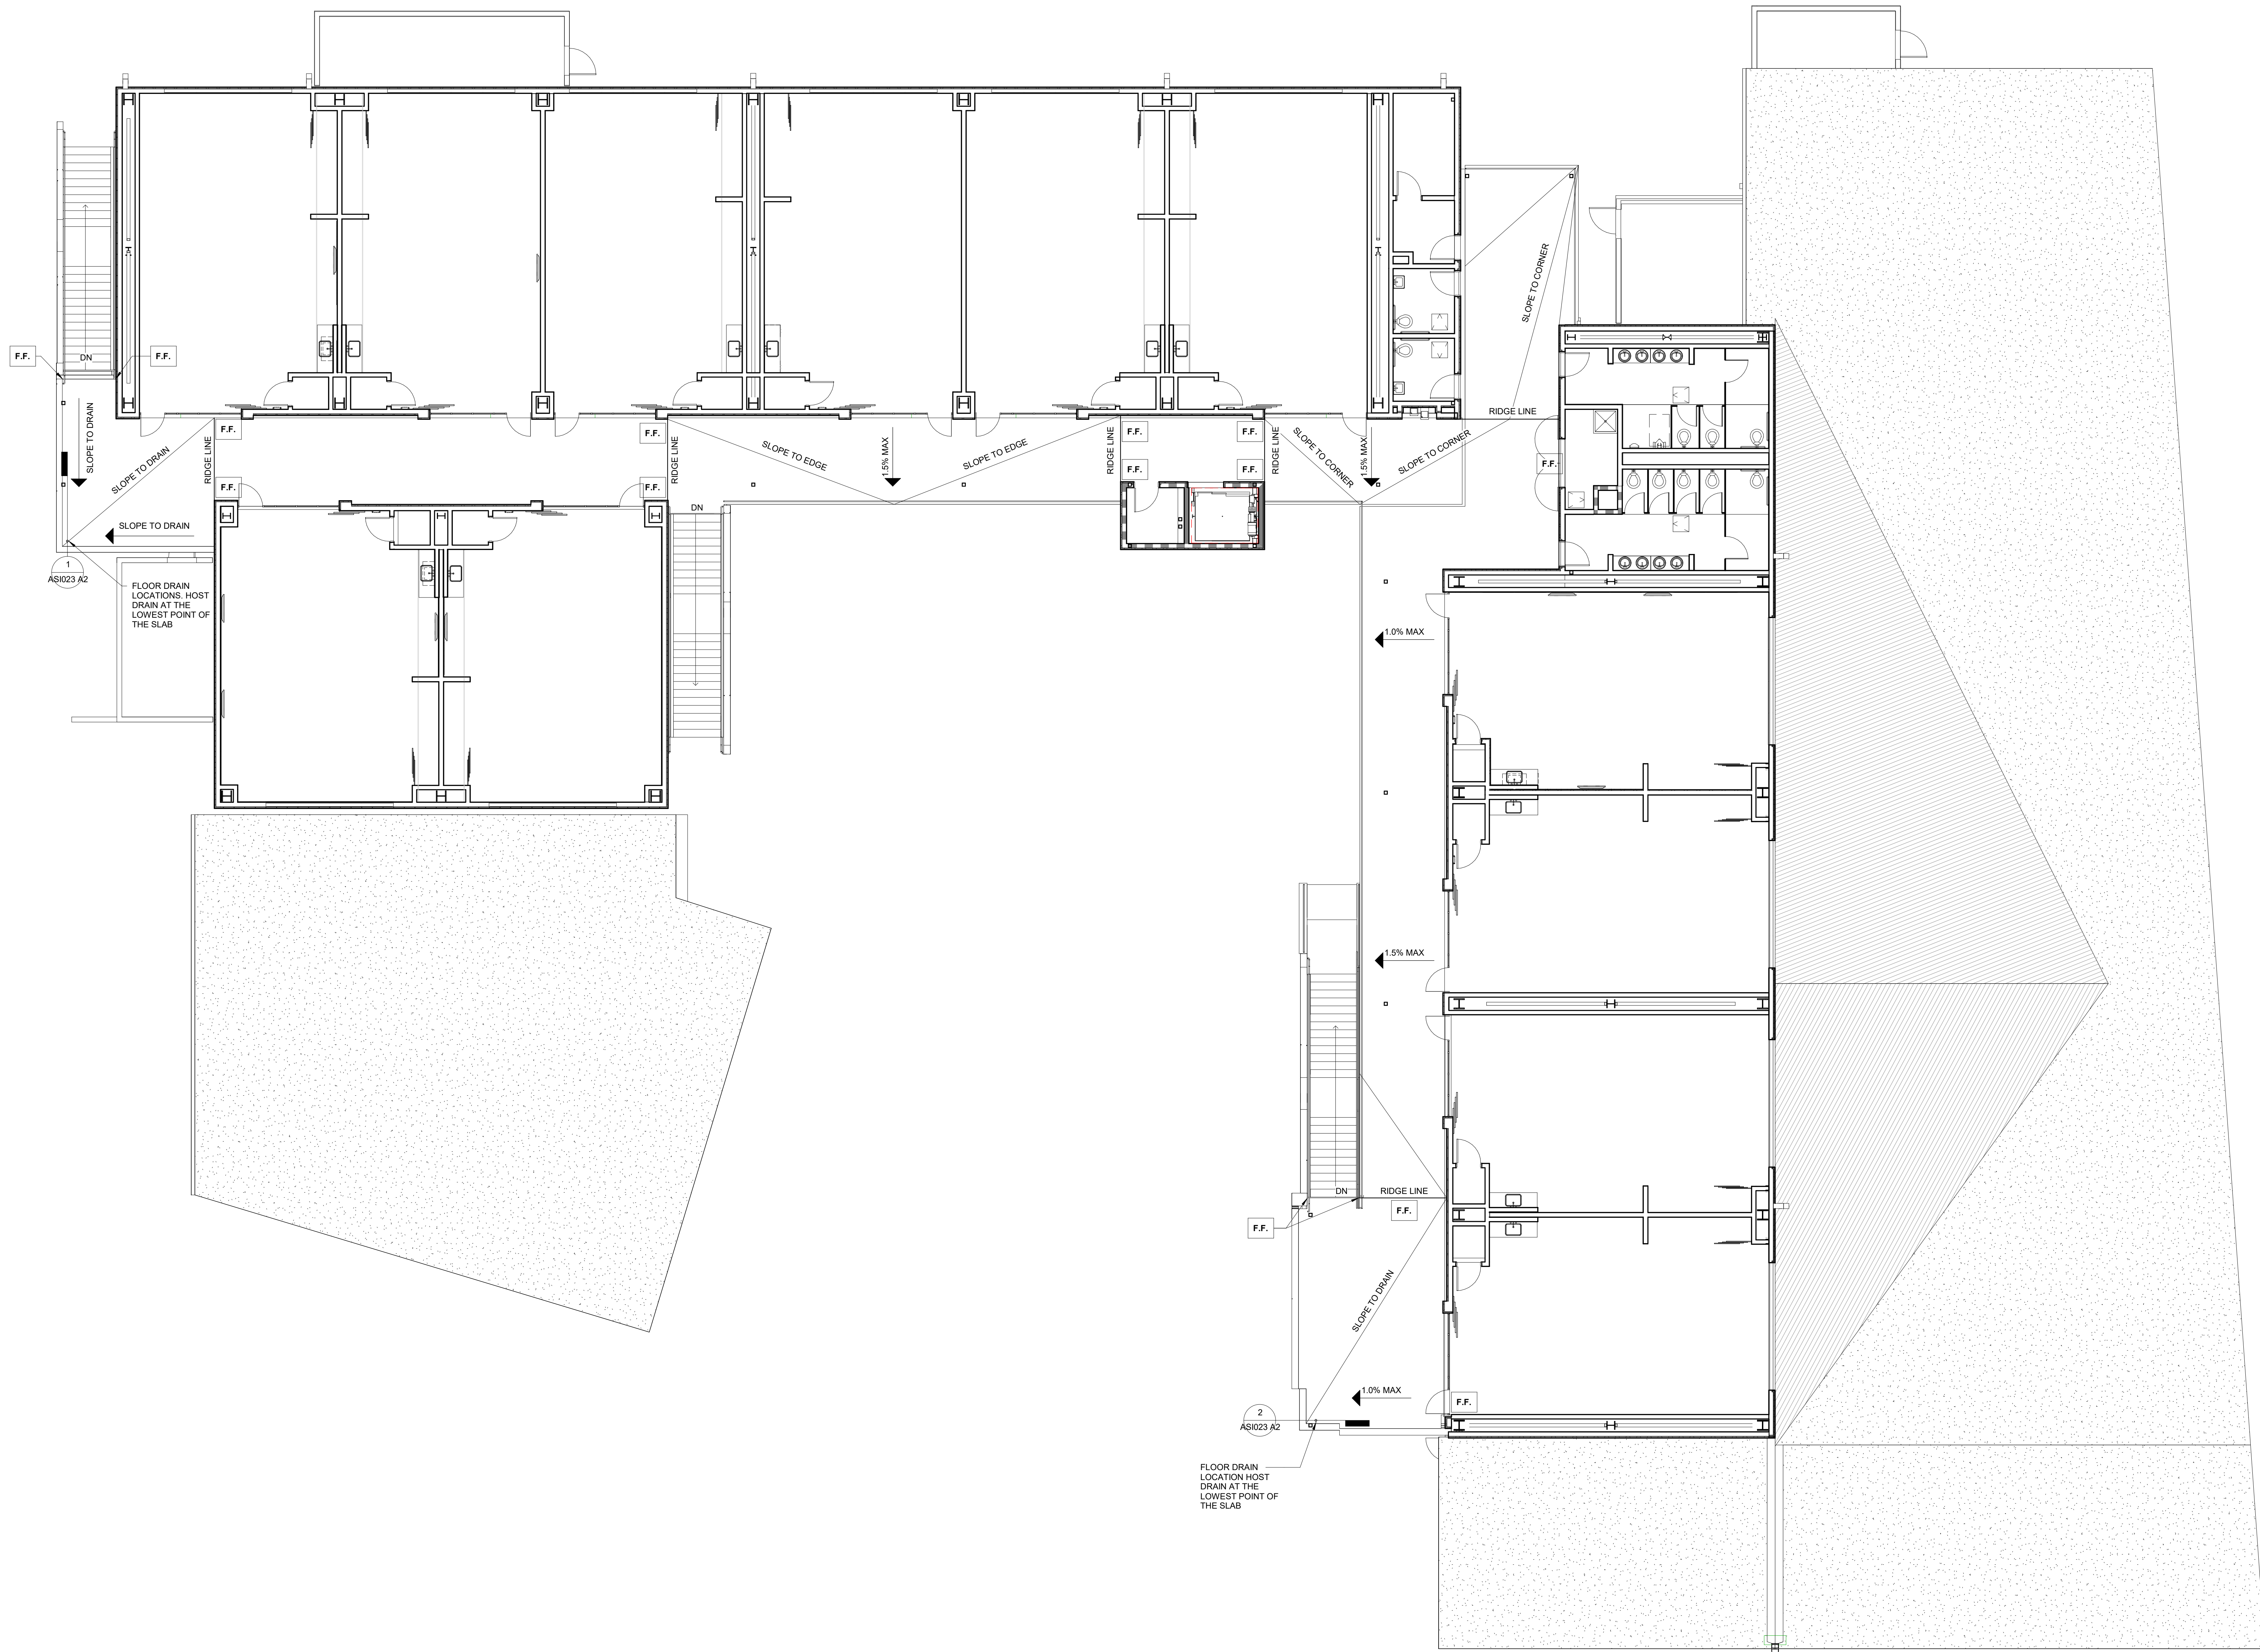 SLOPE TO CORNER
F.F.
DN
F.F.
SLOPE TO DRAIN
SLOPE TO DRAIN
RIDGE LINE
F.F.
F.F.
F.F.
F.F.
RIDGE LINE
SLOPE TO EDGE
1.5% MAX
SLOPE TO EDGE
RIDGE LINE
F.F.
F.F.
F.F.
F.F.
RIDGE LINE
SLOPE TO CORNER
1.5% MAX
SLOPE TO CORNER
RIDGE LINE
F.F.
SLOPE TO DRAIN
DN
1
ASI023 A2
FLOOR DRAIN
LOCATIONS. HOST
DRAIN AT THE
LOWEST POINT OF
THE SLAB
1.0% MAX
1.5% MAX
DN
RIDGE LINE
F.F.
F.F.
SLOPE TO DRAIN
1.0% MAX
F.F.
2
ASI023 A2
FLOOR DRAIN
LOCATION HOST
DRAIN AT THE
LOWEST POINT OF
THE SLAB